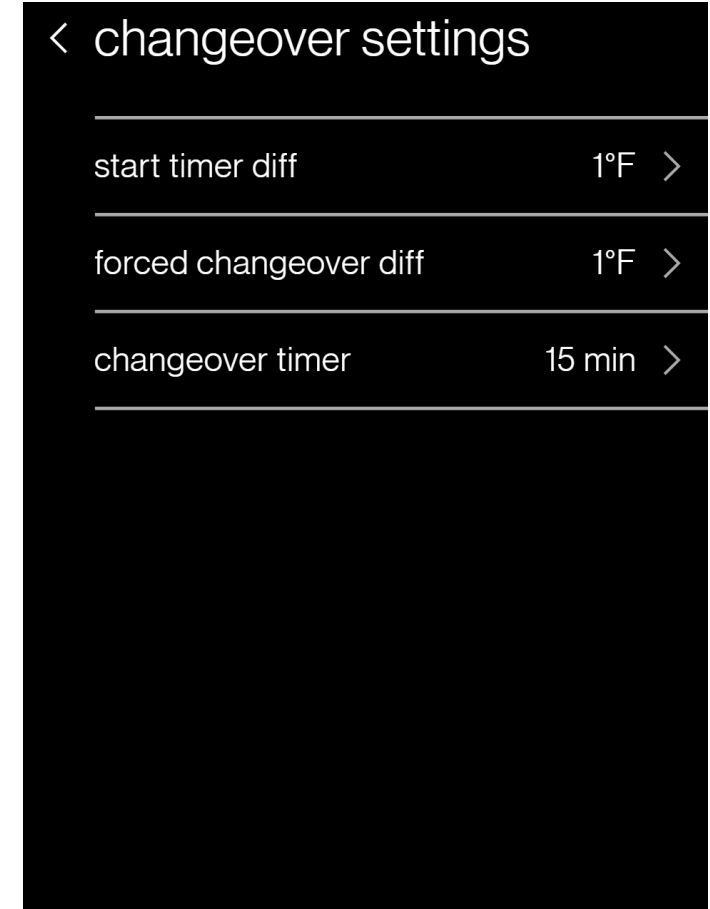 changeover settings
start timer diff 1°F
forced changeover diff 1°F
changeover timer 15 min